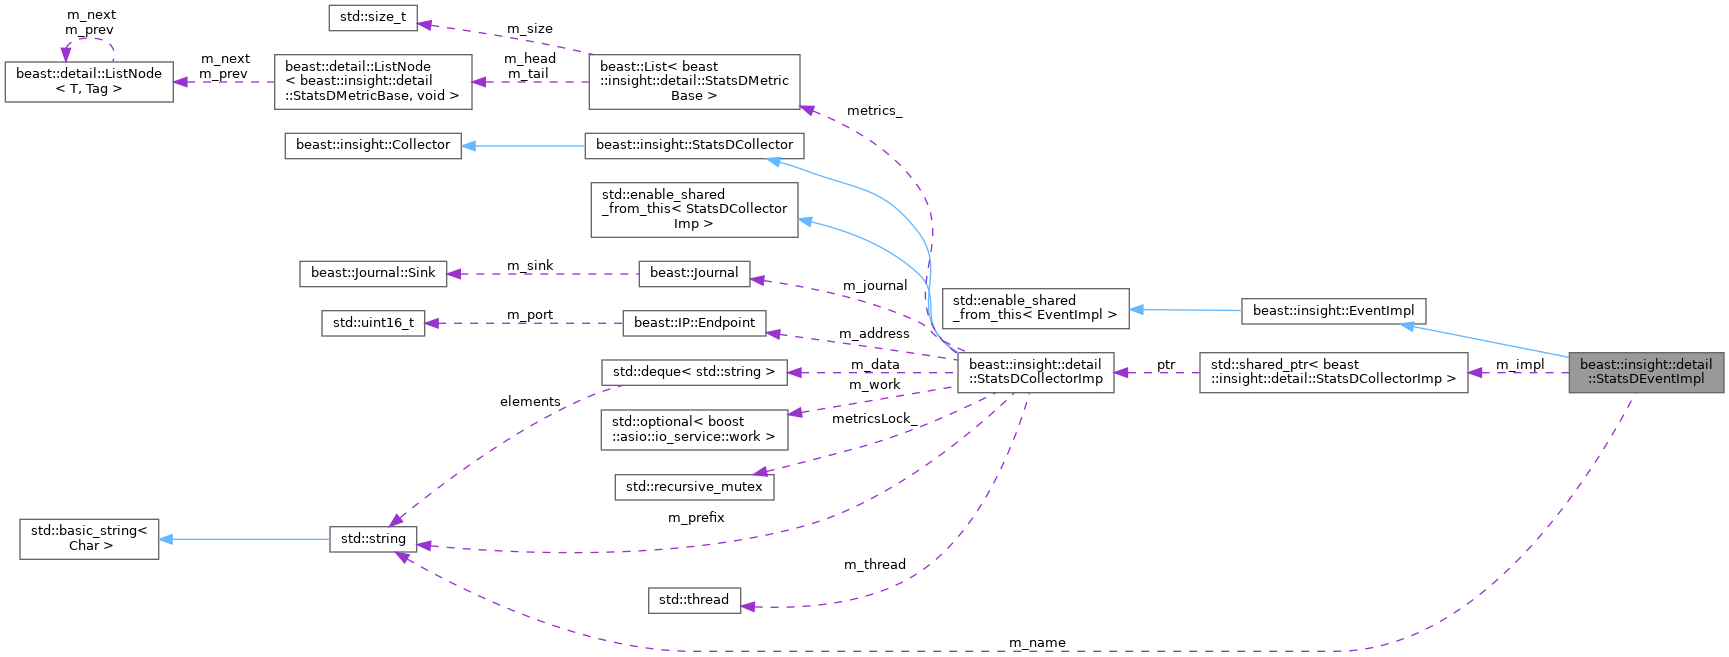 m_next
m_prev
beast::detail::ListNode
< T, Tag >
m_next
m_prev
beast::detail::ListNode
< beast::insight::detail
::StatsDMetricBase, void >
std::size_t
m_size
m_head
m_tail
beast::List< beast
::insight::detail::StatsDMetric
Base >
metrics_
beast::insight::Collector
beast::insight::StatsDCollector
std::enable_shared
_from_this< StatsDCollector
Imp >
beast::Journal::Sink
m_sink
beast::Journal
m_journal
std::uint16_t
m_port
beast::IP::Endpoint
m_address
std::deque< std::string >
m_data
elements
std::optional< boost
::asio::io_service::work >
m_work
metricsLock_
std::recursive_mutex
m_prefix
std::basic_string<
Char >
std::string
m_thread
std::thread
std::enable_shared
_from_this< EventImpl >
beast::insight::EventImpl
beast::insight::detail
::StatsDCollectorImp
ptr
std::shared_ptr< beast
::insight::detail::StatsDCollectorImp >
m_impl
beast::insight::detail
::StatsDEventImpl
m_name